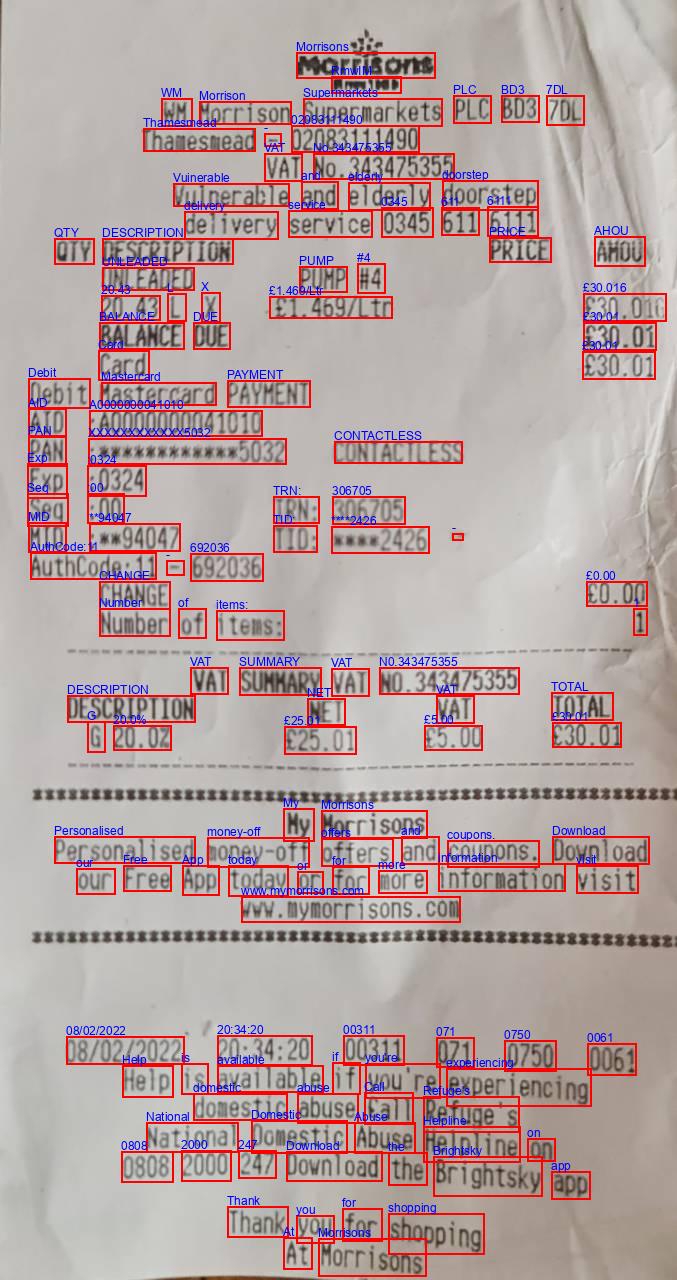 Morrisons
WM Morrison Supermarkets PLC BD3 7DL
Thamesmead - 02083111490
VAT No.343475355
Vulnerable and elderly doorstep
delivery service 0345 611 6111
QTY DESCRIPTION PRICE AMOU
UNLEADED PUMP #4
20.43 L X £1.469/Ltr £30.01G
BALANCE DUE £30.01
Card £30.01
Debit Mastercard PAYMENT
AID :A0000000041010
PAN :************5032 CONTACTLESS
Exp :0324
Seq :00 TRN: 306705
MID :**94047 TID: ****2426 -
AuthCode:11 - 692036
CHANGE £0.00
Number of items: 1
VAT SUMMARY VAT NO.343475355
DESCRIPTION NET VAT TOTAL
G 20.0% £25.01 £5.00 £30.01
My Morrisons
Personalised money-off offers and coupons. Download
our Free App today or for more information visit
www.mymorrisons.com
08/02/2022 20:34:20 00311 071 0750 0061
Help is available if you're experiencing
domestic abuse Call Refuge's
National Domestic Abuse Helpline on
0808 2000 247 Download the Brightsky app
Thank you for shopping
At Morrisons